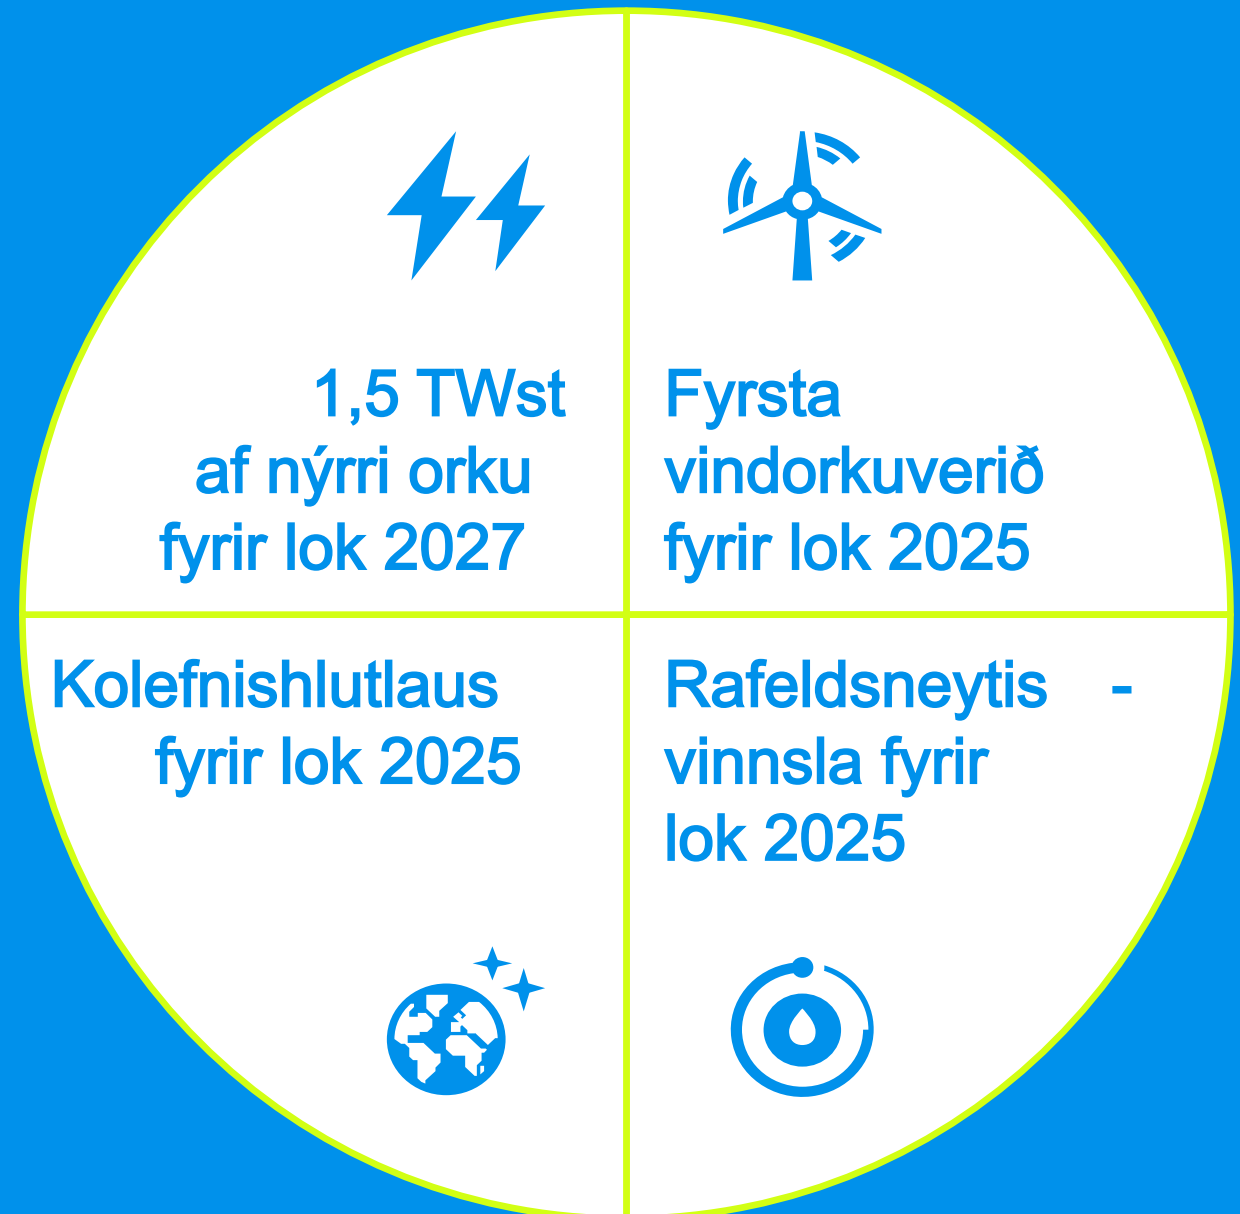 1,5 TWst
af nýrri orku
fyrir lok 2027
Fyrsta
vindorkuverið
fyrir lok 2025
Kolefnishlutlaus
fyrir lok 2025
Rafeldsneytis -
vinnsla fyrir
lok 2025